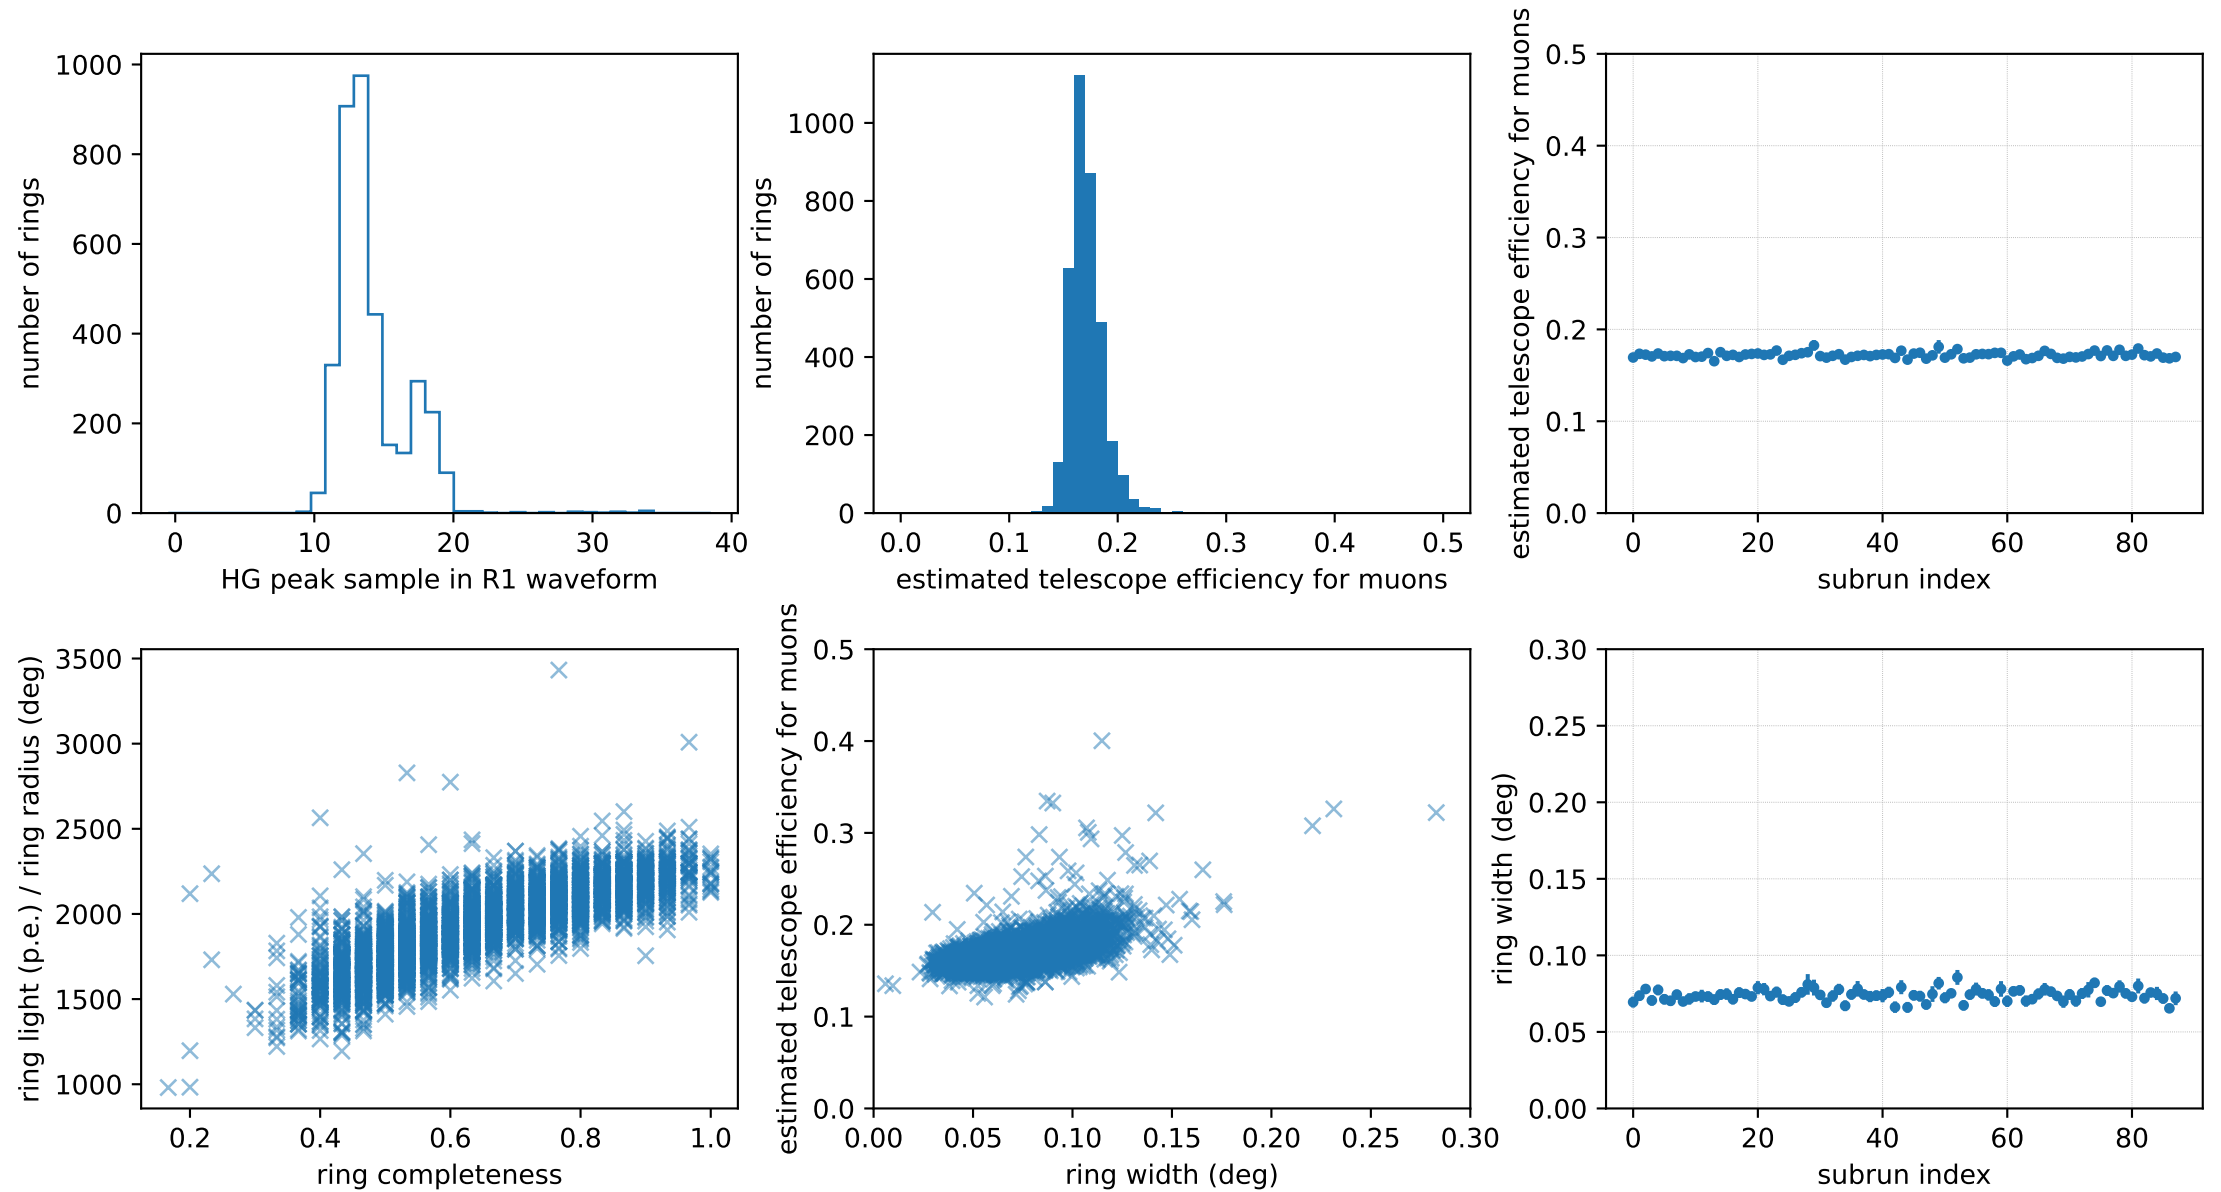 number of rings
1000
800
600
400
200
0
0 10 20 30 40
HG peak sample in R1 waveform
number of rings
1000
800
600
400
200
0
0.0 0.1 0.2 0.3 0.4 0.5
estimated telescope efficiency for muons
estimated telescope efficiency for muons
0.5
0.4
0.3
0.2
0.1
0.0
0 20 40 60 80
subrun index
ring light (p.e.) / ring radius (deg)
3500
3000
2500
2000
1500
1000
0.2 0.4 0.6 0.8 1.0
ring completeness
estimated telescope efficiency for muons
0.5
0.4
0.3
0.2
0.1
0.0
0.00 0.05 0.10 0.15 0.20 0.25 0.30
ring width (deg)
ring width (deg)
0.30
0.25
0.20
0.15
0.10
0.05
0.00
0 20 40 60 80
subrun index